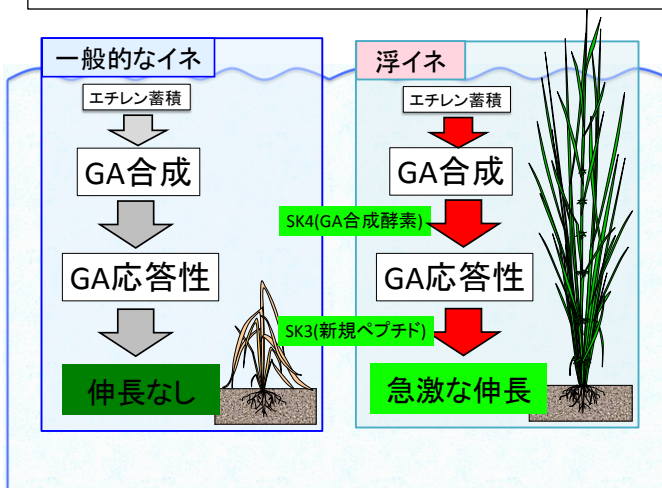 一般的なイネ
エチレン蓄積
GA合成
GA応答性
伸長なし
浮イネ
エチレン蓄積
GA合成
SK4(GA合成酵素)
GA応答性
SK3(新規ペプチド)
急激な伸長